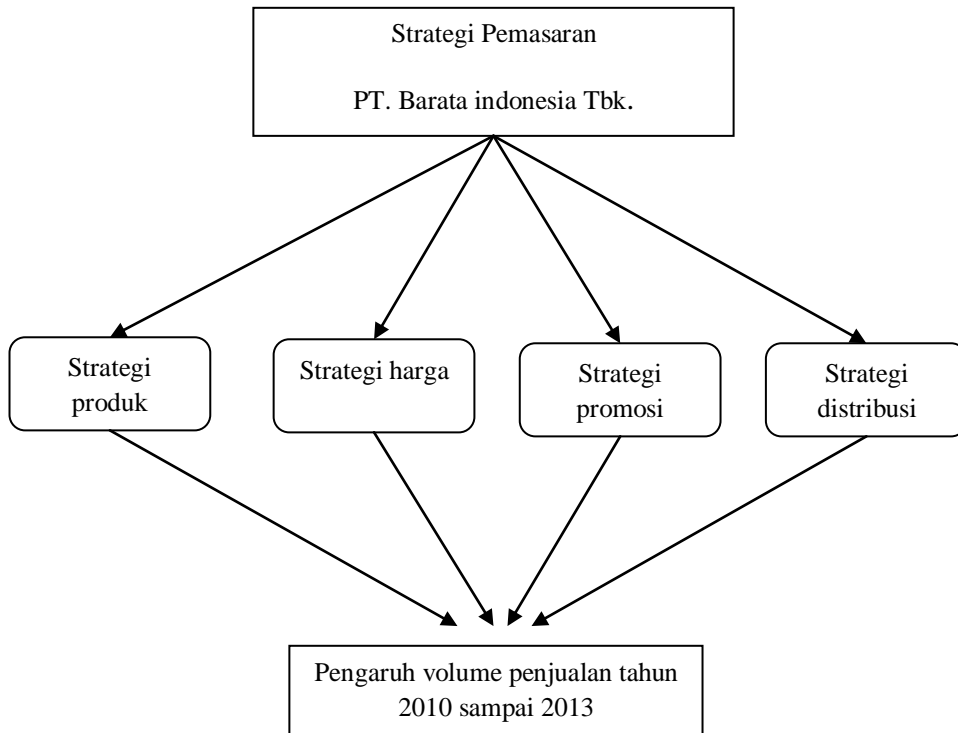 Strategi Pemasaran
PT. Barata indonesia Tbk.
Strategi
produk
Strategi harga
Strategi
promosi
Strategi
distribusi
Pengaruh volume penjualan tahun
2010 sampai 2013